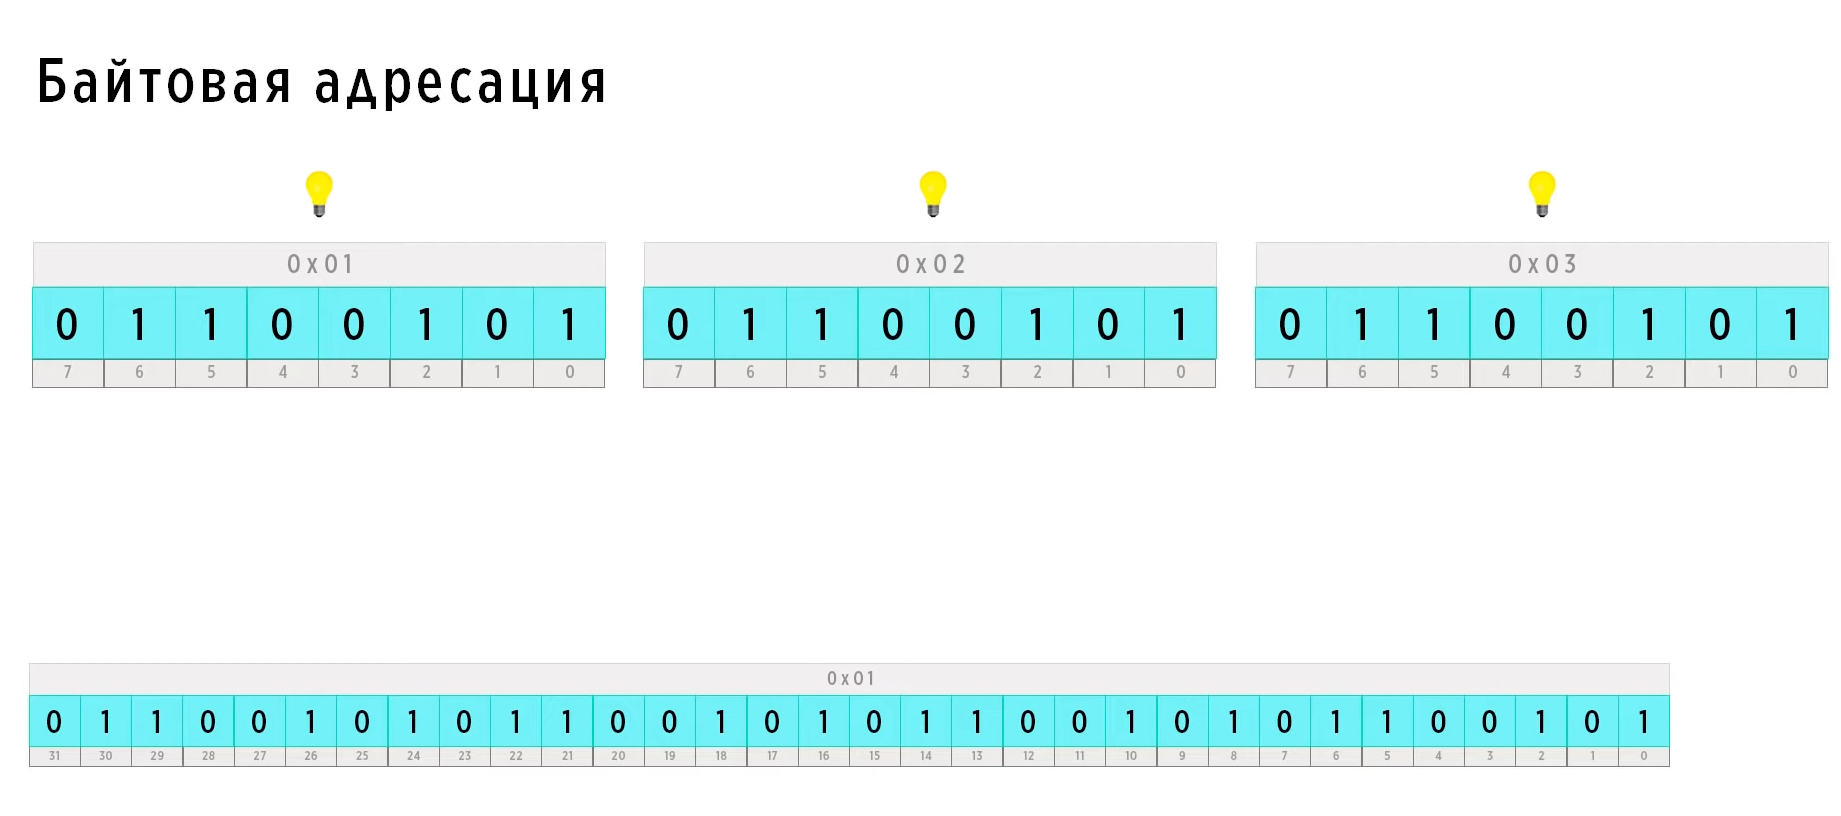 Байтовая адресация
0x01 0x02 0x03
0 1 1 0 0 1 0 1 0 1 1 0 0 1 0 1 0 1 1 0 0 1 0 1
7 6 5 4 3 2 1 0 7 6 5 4 3 2 1 0 7 6 5 4 3 2 1 0
0x01
0 1 1 0 0 1 0 1 0 1 1 0 0 1 0 1 0 1 1 0 0 1 0 1 0 1 1 0 0 1 0 1
31 30 29 28 27 26 25 24 23 22 21 20 19 18 17 16 15 14 13 12 11 10 9 8 7 6 5 4 3 2 1 0